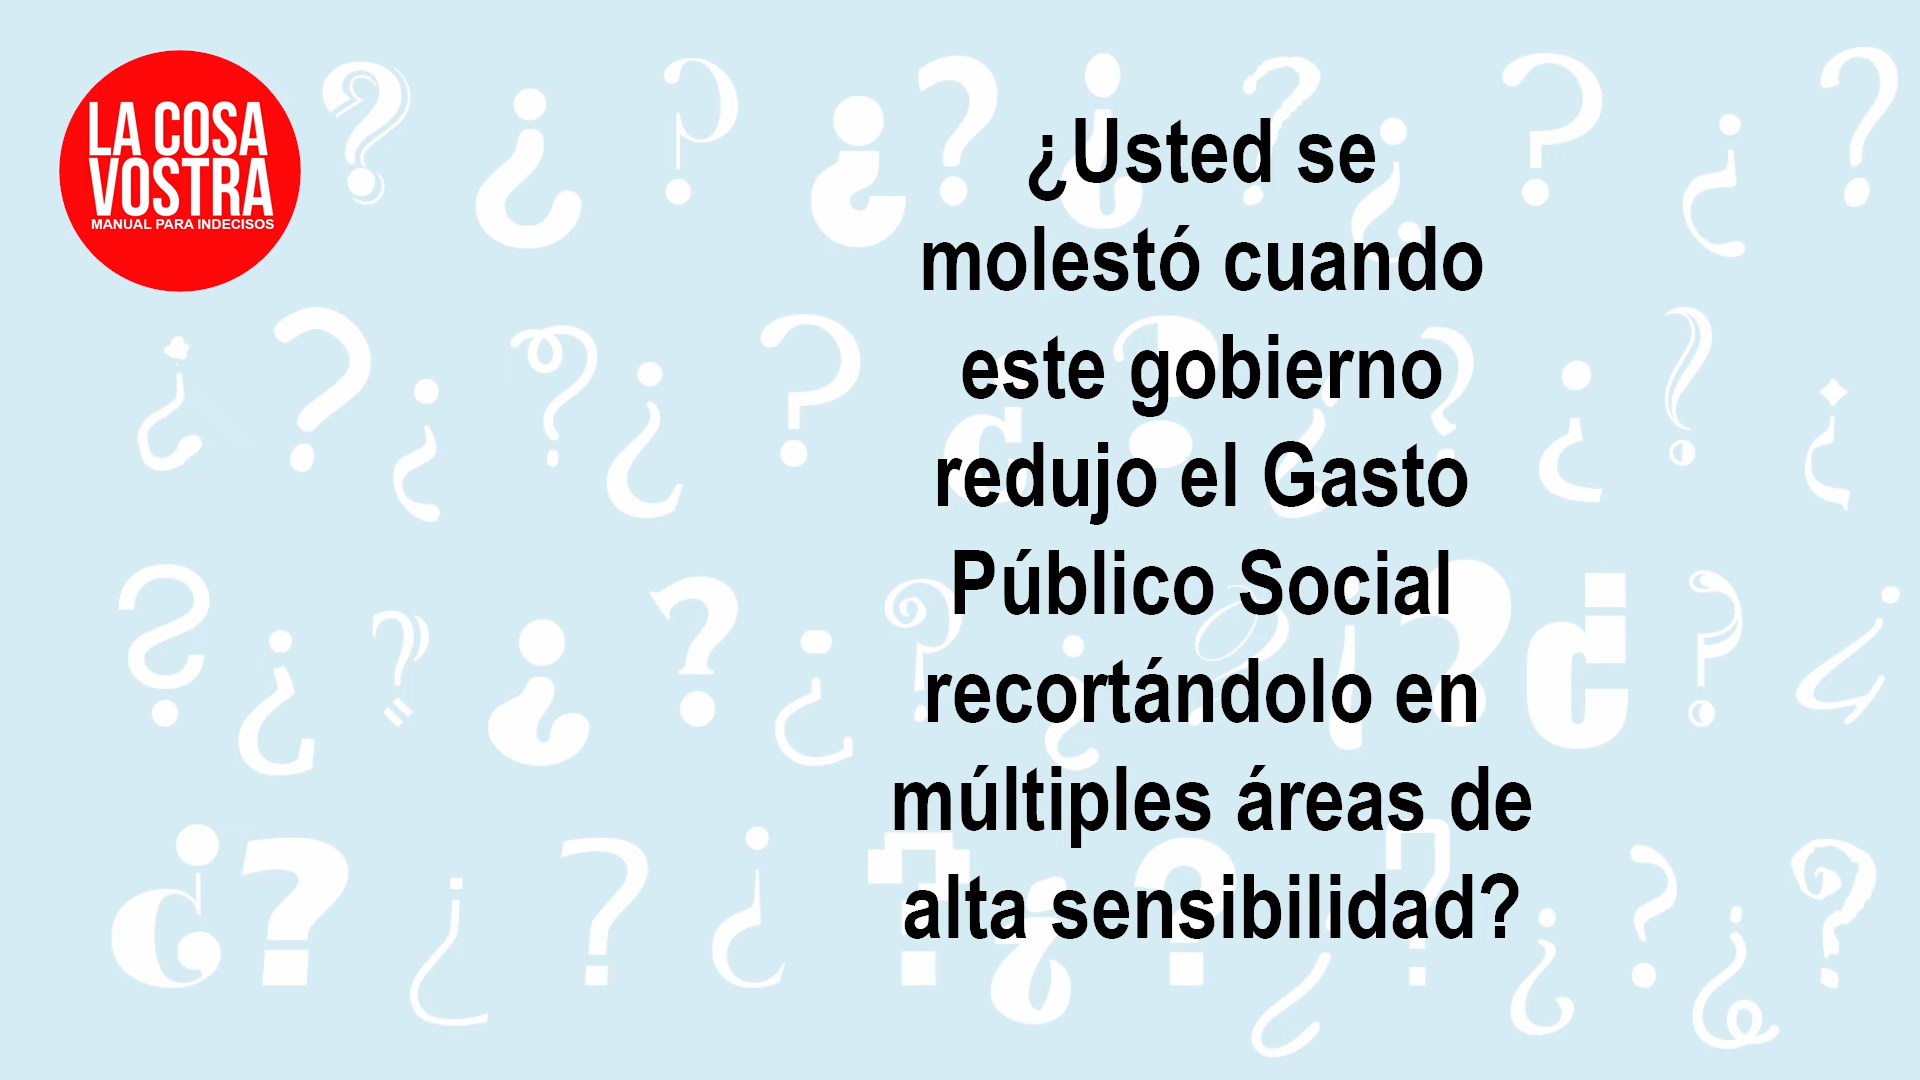 LA COSA
VOSTRA
MANUAL PARA INDECISOS
¿Usted se
molestó cuando
este gobierno
redujo el Gasto
Público Social
recortándolo en
múltiples áreas de
alta sensibilidad?